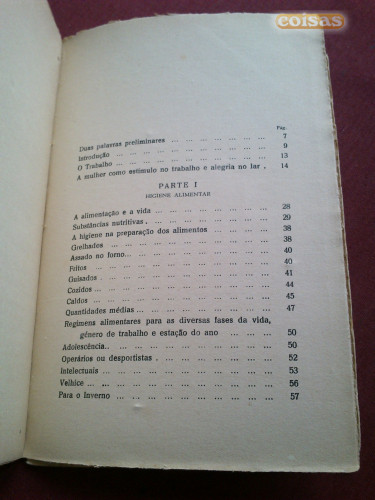 coisas
Pág.
Duas palavras preliminares ... ... ... ... ... ... 7
Introdução ... ... ... ... ... ... ... ... 9
O Trabalho ... ... ... ... ... ... ... ... 13
A mulher como estímulo no trabalho e alegria no lar . 14
PARTE I
HIGIENE ALIMENTAR
A alimentação e a vida ... ... ... ... ... ... 28
Substâncias nutritivas . ... ... ... ... ... ... 29
A higiene na preparação dos alimentos ... ... ... 38
Grelhados ... ... ... ... ... ... ... ... 38
Assado no forno... ... ... ... ... ... ... 40
Fritos ... ... ... ... ... ... ... ... 40
Guisados . ... ... ... ... ... ... ... ... 41
Cozidos ... ... ... ... ... ... ... ... 44
Caldos ... ... ... ... ... ... ... ... 45
Quantidades médias... ... ... ... ... ... ... 47
Regimens alimentares para as diversas fases da vida,
género de trabalho e estação do ano ... ... ... 50
Adolescência.. ... ... ... ... ... ... ... 50
Operários ou desportistas . ... ... ... ... ... 52
Intelectuais ... ... ... ... ... ... ... ... 53
Velhice ... ... ... ... ... ... ... ... 56
Para o Inverno ... ... ... ... ... ... ... 57